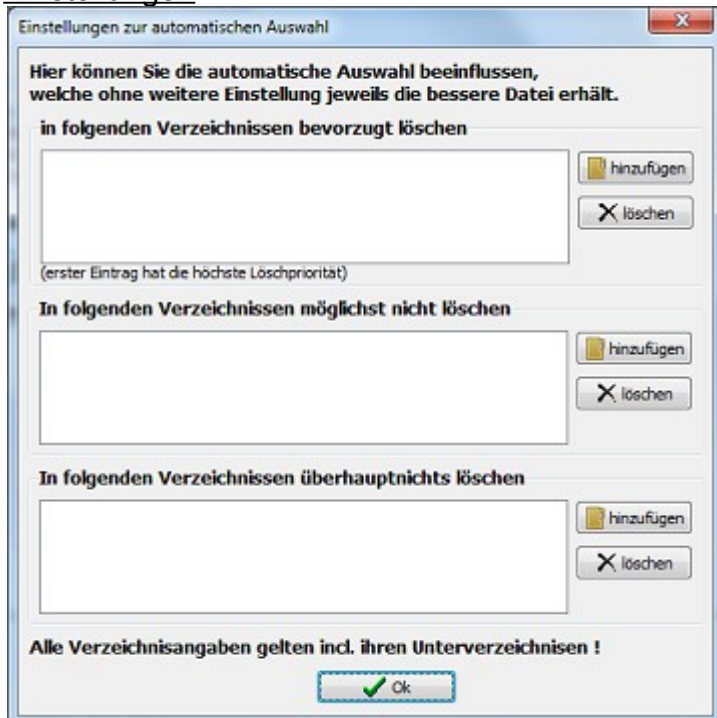 Einstellungen zur automatischen Auswahl
Hier können Sie die automatische Auswahl beeinflussen,
welche ohne weitere Einstellung jeweils die bessere Datei erhält.
in folgenden Verzeichnissen bevorzugt löschen
hinzufügen
löschen
(erster Eintrag hat die höchste Löschpriorität)
In folgenden Verzeichnissen möglichst nicht löschen
hinzufügen
löschen
In folgenden Verzeichnissen überhauptnichts löschen
hinzufügen
löschen
Alle Verzeichnisangaben gelten incl. ihren Unterverzeichnisen !
Ok